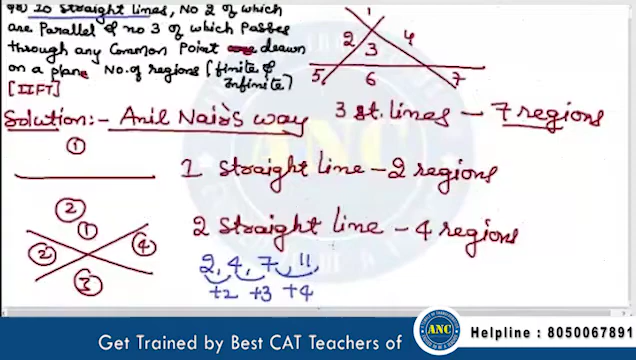 48) 10 straight lines, No 2 of which
are Parallel & no 3 of which Passes
through any Common Point are drawn
on a plane No. of regions (finite &
Infinite)
[IIFT]
1
2 3 4
5 6 7
Solution:- Anil Nair's way
3 st. lines - 7 regions
①
1 Straight line - 2 regions
②
①
② ④
③
2 Straight line - 4 regions
2, 4, 7, 11,
+2 +3 +4
ANC
Get Trained by Best CAT Teachers of
ANC
Helpline : 8050067891